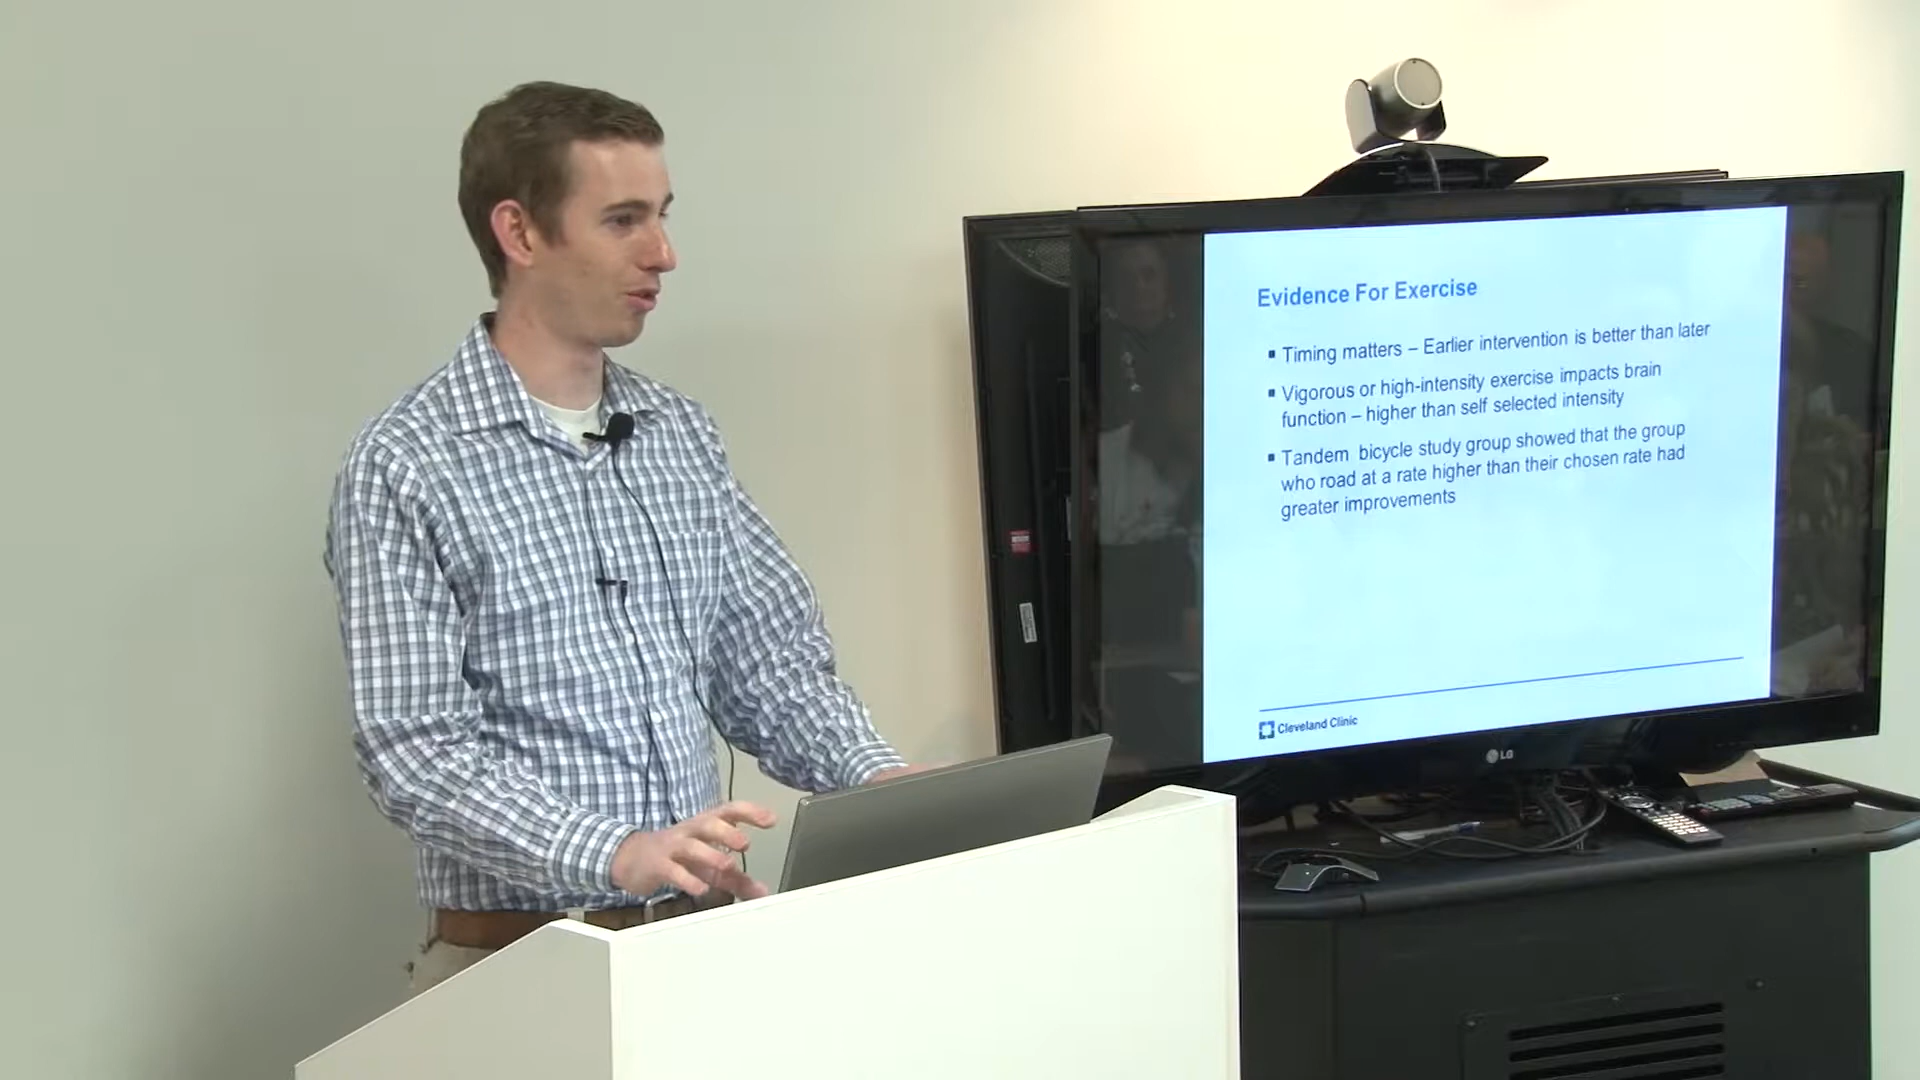 Evidence For Exercise
▪ Timing matters – Earlier intervention is better than later
▪ Vigorous or high-intensity exercise impacts brain
function – higher than self selected intensity
▪ Tandem bicycle study group showed that the group
who road at a rate higher than their chosen rate had
greater improvements
Cleveland Clinic
LG